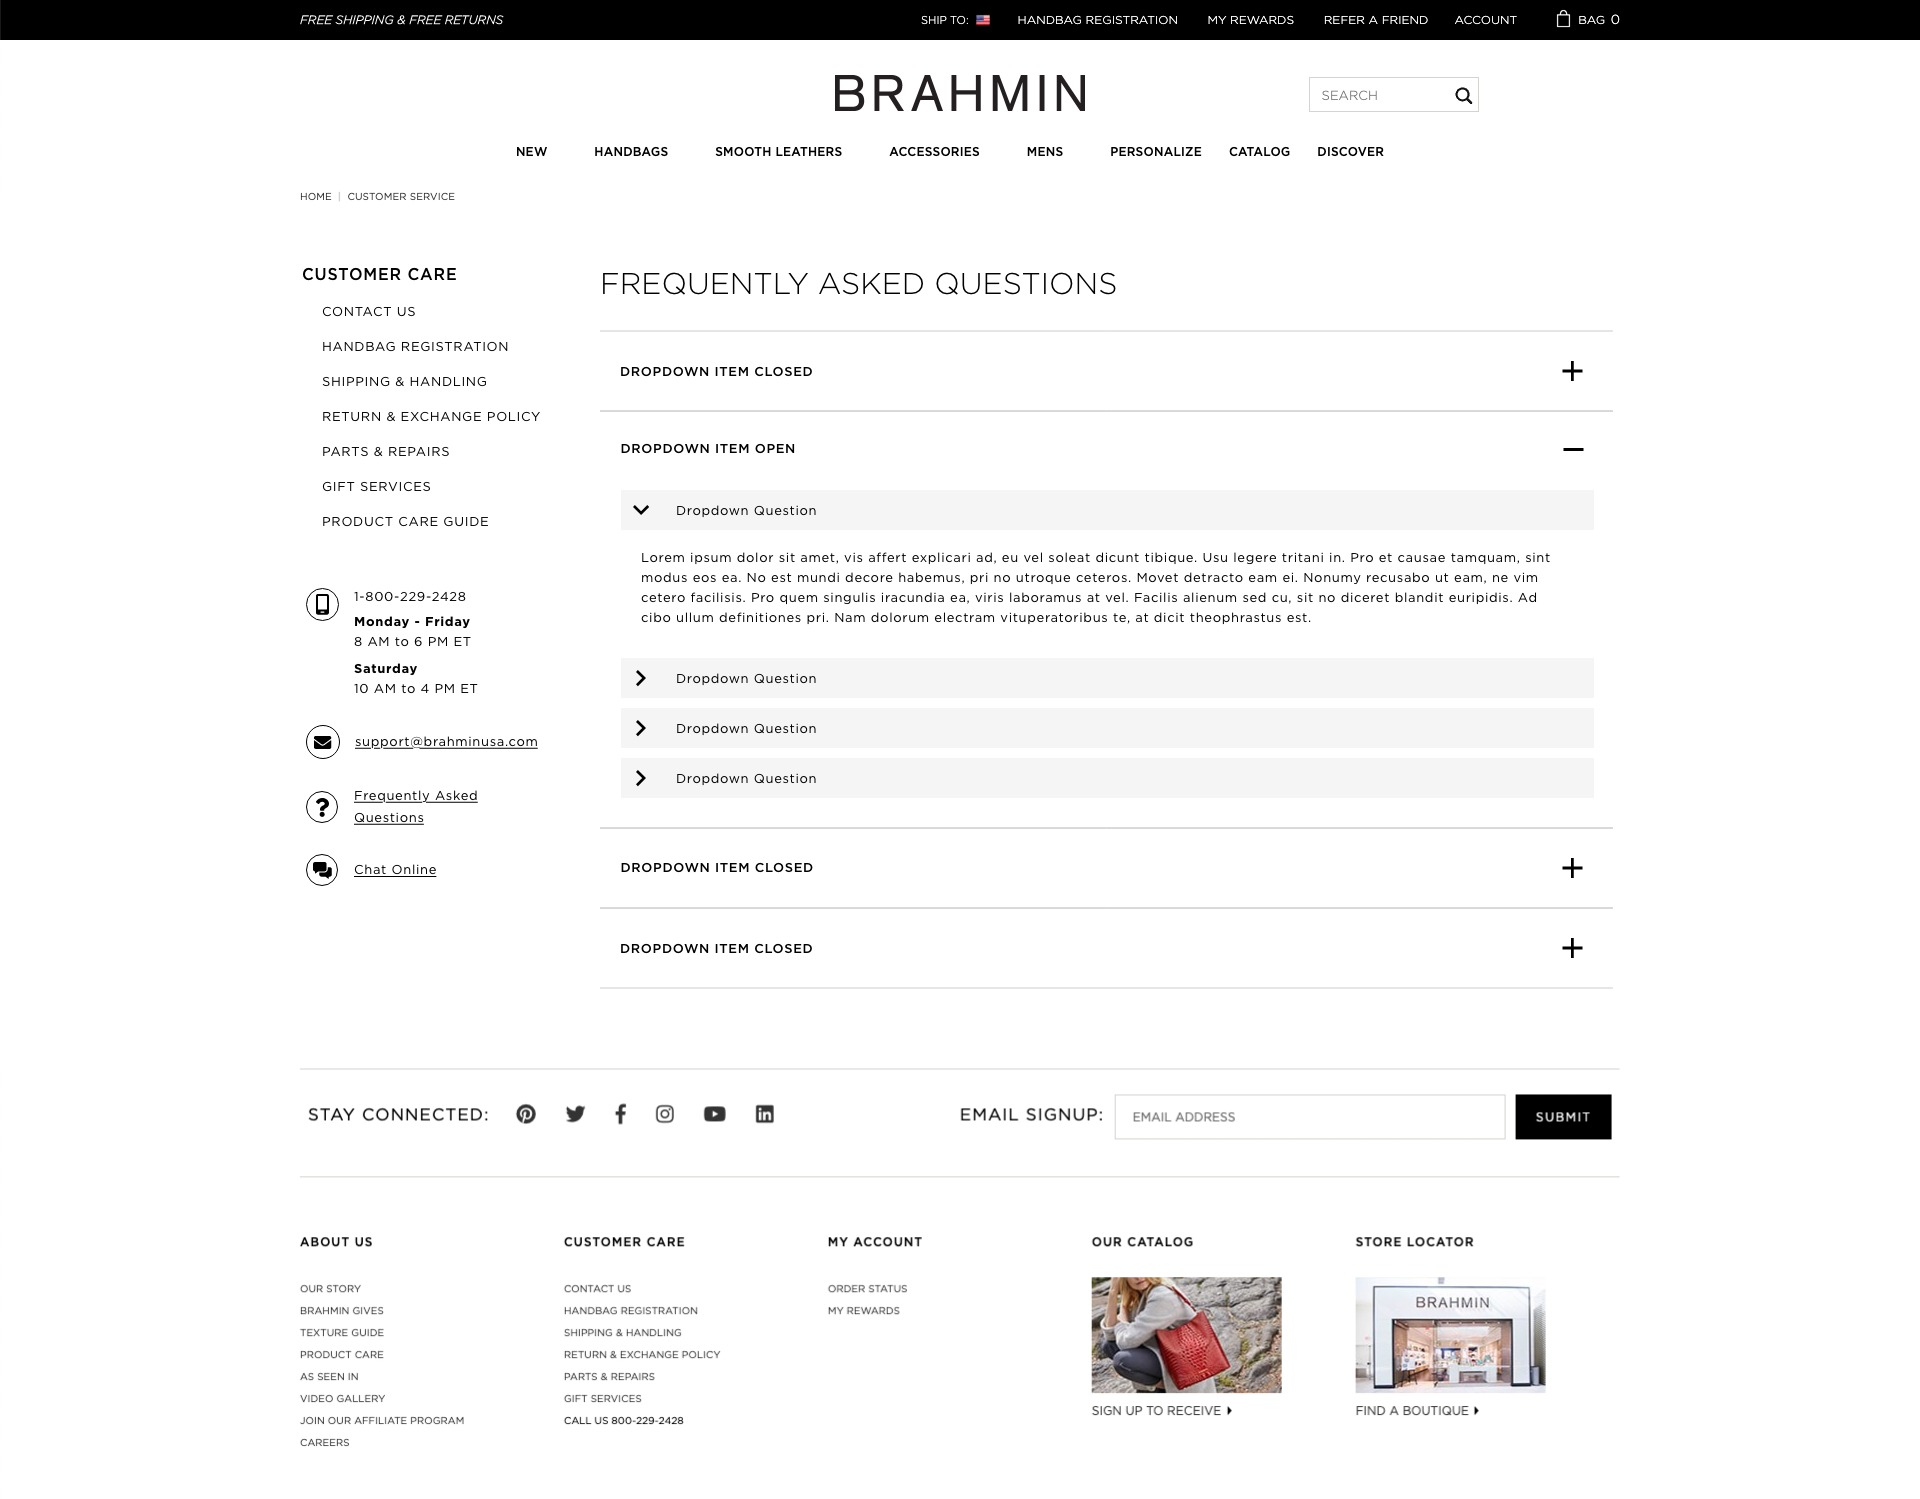 FREE SHIPPING & FREE RETURNS
SHIP TO: HANDBAG REGISTRATION MY REWARDS REFER A FRIEND ACCOUNT BAG 0
BRAHMIN
SEARCH
NEW HANDBAGS SMOOTH LEATHERS ACCESSORIES MENS PERSONALIZE CATALOG DISCOVER
HOME | CUSTOMER SERVICE
CUSTOMER CARE
CONTACT US
HANDBAG REGISTRATION
SHIPPING & HANDLING
RETURN & EXCHANGE POLICY
PARTS & REPAIRS
GIFT SERVICES
PRODUCT CARE GUIDE
1-800-229-2428
Monday - Friday
8 AM to 6 PM ET
Saturday
10 AM to 4 PM ET
support@brahminusa.com
Frequently Asked
Questions
Chat Online
FREQUENTLY ASKED QUESTIONS
DROPDOWN ITEM CLOSED
DROPDOWN ITEM OPEN
Dropdown Question
Lorem ipsum dolor sit amet, vis affert explicari ad, eu vel soleat dicunt tibique. Usu legere tritani in. Pro et causae tamquam, sint
modus eos ea. No est mundi decore habemus, pri no utroque ceteros. Movet detracto eam ei. Nonumy recusabo ut eam, ne vim
cetero facilisis. Pro quem singulis iracundia ea, viris laboramus at vel. Facilis alienum sed cu, sit no diceret blandit euripidis. Ad
cibo ullum definitiones pri. Nam dolorum electram vituperatoribus te, at dicit theophrastus est.
Dropdown Question
Dropdown Question
Dropdown Question
DROPDOWN ITEM CLOSED
DROPDOWN ITEM CLOSED
STAY CONNECTED:
EMAIL SIGNUP: EMAIL ADDRESS SUBMIT
ABOUT US
OUR STORY
BRAHMIN GIVES
TEXTURE GUIDE
PRODUCT CARE
AS SEEN IN
VIDEO GALLERY
JOIN OUR AFFILIATE PROGRAM
CAREERS
CUSTOMER CARE
CONTACT US
HANDBAG REGISTRATION
SHIPPING & HANDLING
RETURN & EXCHANGE POLICY
PARTS & REPAIRS
GIFT SERVICES
CALL US 800-229-2428
MY ACCOUNT
ORDER STATUS
MY REWARDS
OUR CATALOG
SIGN UP TO RECEIVE
STORE LOCATOR
BRAHMIN
FIND A BOUTIQUE